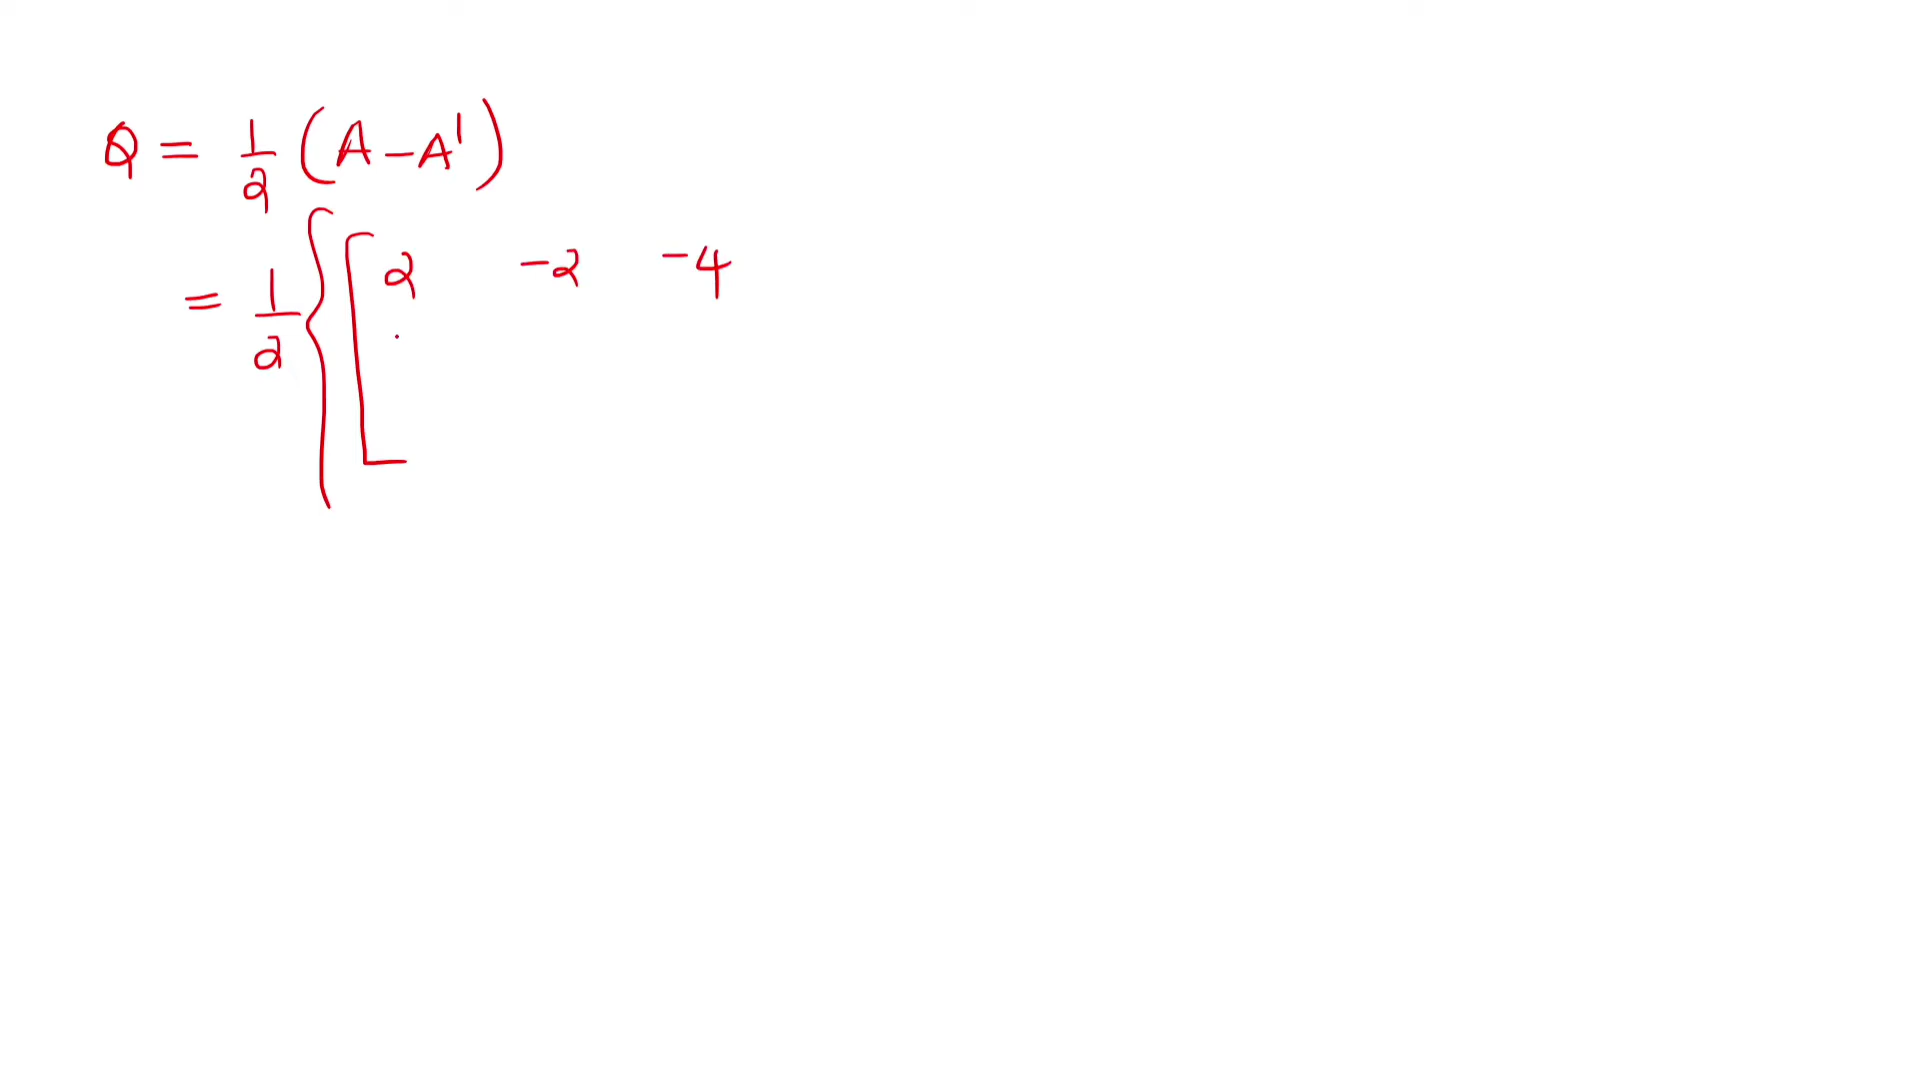 Q = 1/2 (A - A')
= 1/2 { [ 2 -2 -4